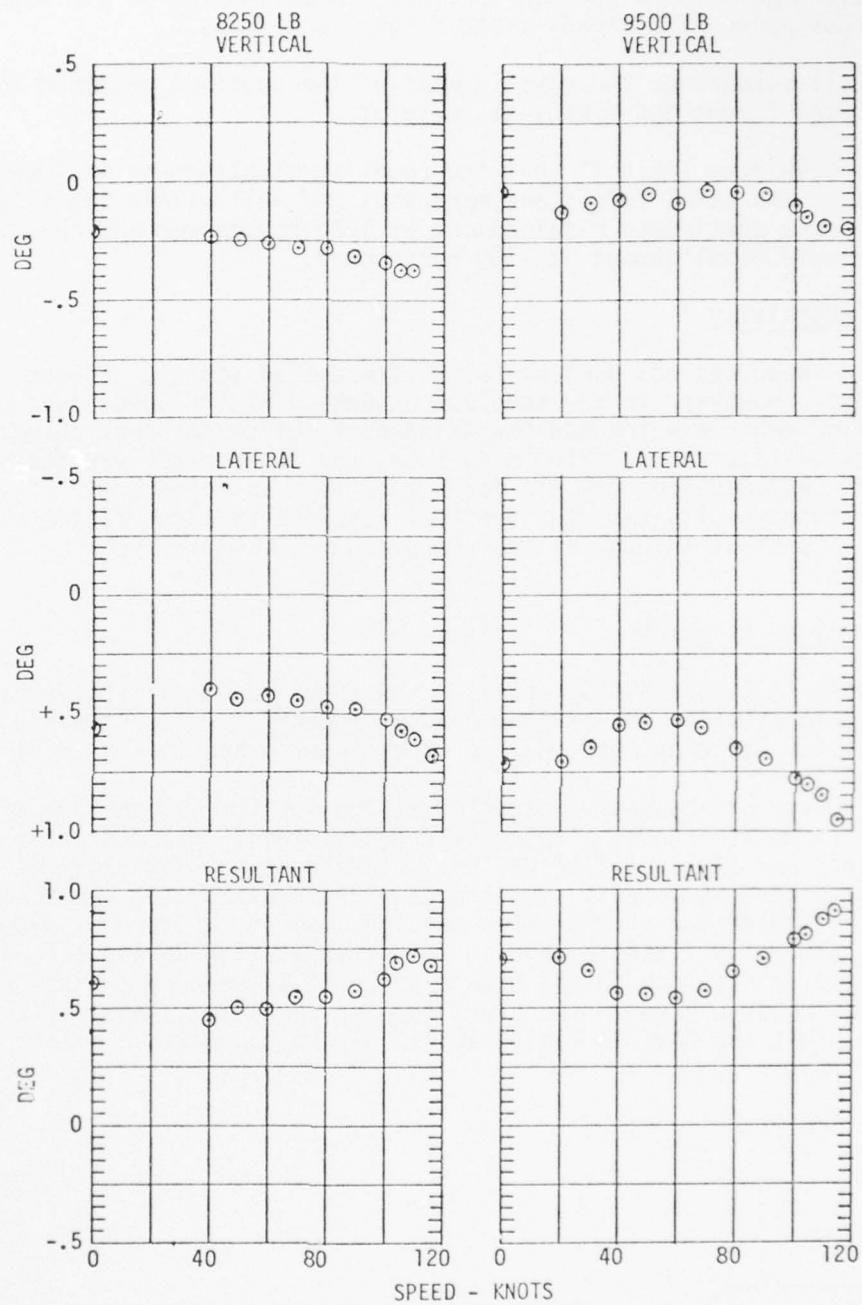 8250 LB
VERTICAL
9500 LB
VERTICAL
.5
0
-.5
-1.0
DEG
LATERAL
LATERAL
-.5
0
+.5
+1.0
DEG
RESULTANT
RESULTANT
1.0
.5
0
-.5
DEG
0 40 80 120
0 40 80 120
SPEED - KNOTS